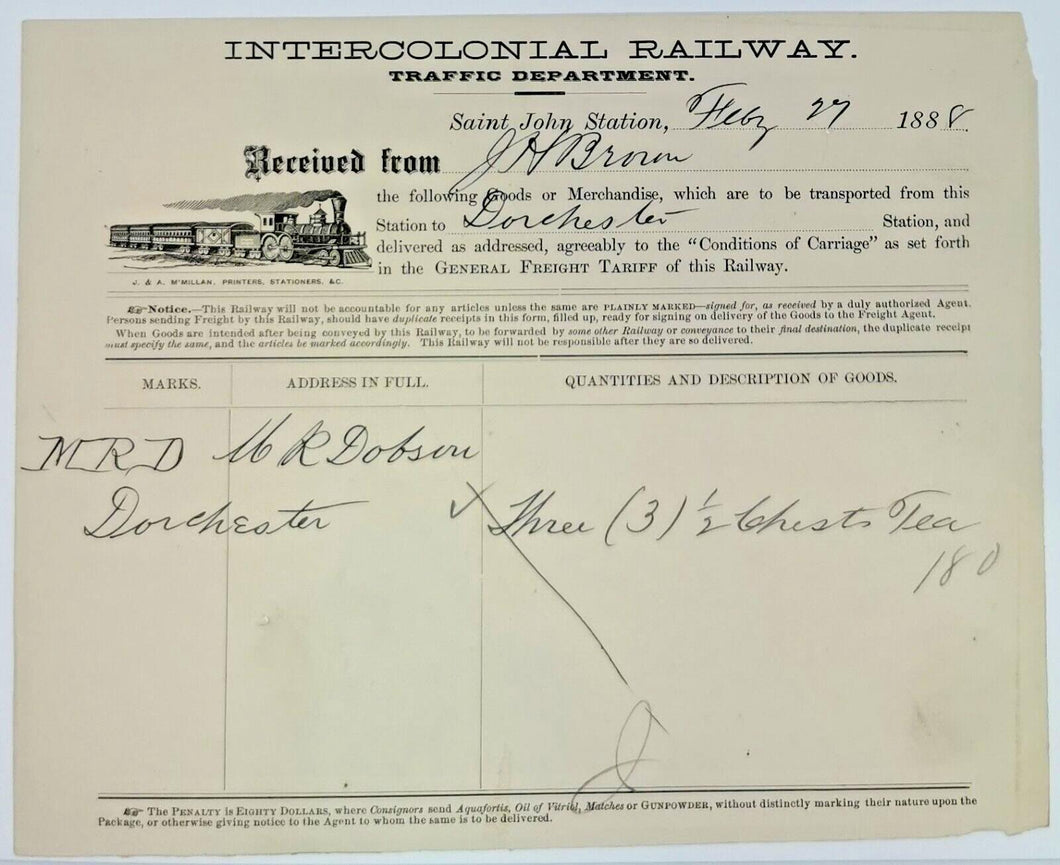 INTERCOLONIAL RAILWAY.
TRAFFIC DEPARTMENT.
Saint John Station, Feby 27 1888.
Received from J H Brown
the following Goods or Merchandise, which are to be transported from this
Station to Dorchester Station, and
delivered as addressed, agreeably to the "Conditions of Carriage" as set forth
in the GENERAL FREIGHT TARIFF of this Railway.
J. & A. M'MILLAN, PRINTERS, STATIONERS, &C.
☞Notice.—This Railway will not be accountable for any articles unless the same are PLAINLY MARKED—signed for, as received by a duly authorized Agent.
Persons sending Freight by this Railway, should have duplicate receipts in this form, filled up, ready for signing on delivery of the Goods to the Freight Agent.
When Goods are intended after being conveyed by this Railway, to be forwarded by some other Railway or conveyance to their final destination, the duplicate receipt
must specify the same, and the articles be marked accordingly. This Railway will not be responsible after they are so delivered.
MARKS. ADDRESS IN FULL. QUANTITIES AND DESCRIPTION OF GOODS.
M.R.D M R Dobson
Dorchester Three (3) ½ Chests Tea
180
☞ The PENALTY is EIGHTY DOLLARS, where Consignors send Aquafortis, Oil of Vitriol, Matches or GUNPOWDER, without distinctly marking their nature upon the
Package, or otherwise giving notice to the Agent to whom the same is to be delivered.